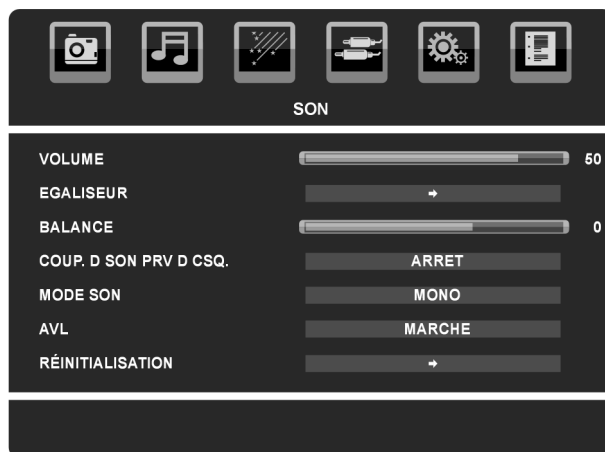 SON
VOLUME 50
EGALISEUR
BALANCE 0
COUP. D SON PRV D CSQ. ARRET
MODE SON MONO
AVL MARCHE
RÉINITIALISATION